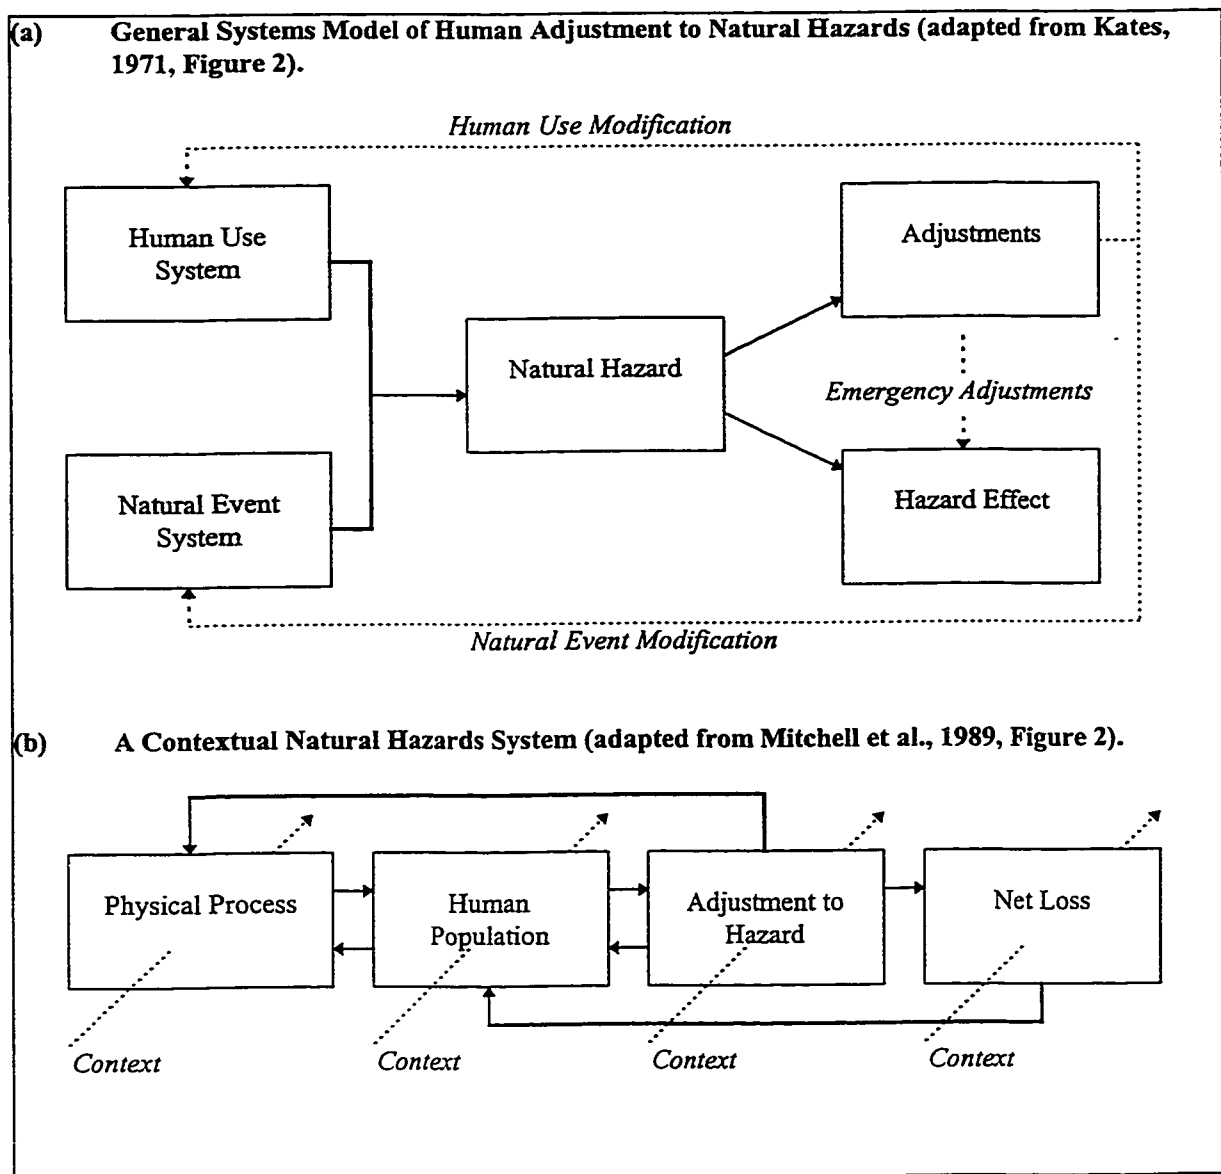 (a) General Systems Model of Human Adjustment to Natural Hazards (adapted from Kates,
1971, Figure 2).
Human Use Modification
Human Use
System
Adjustments
Natural Hazard
Emergency Adjustments
Natural Event
System
Hazard Effect
Natural Event Modification
(b) A Contextual Natural Hazards System (adapted from Mitchell et al., 1989, Figure 2).
Physical Process
Human
Population
Adjustment to
Hazard
Net Loss
Context
Context
Context
Context